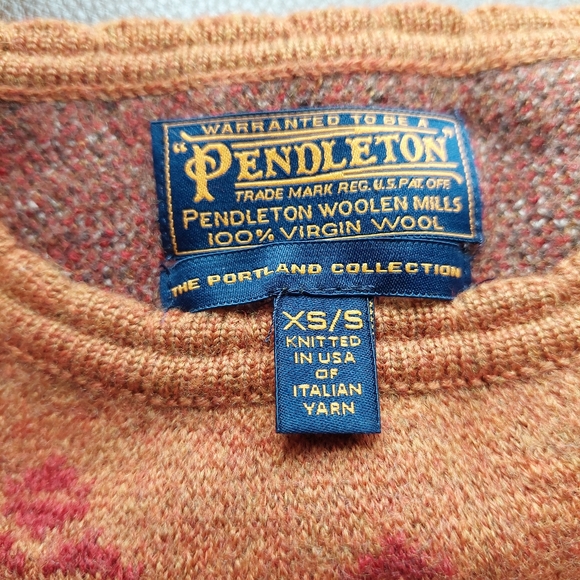 WARRANTED TO BE A
"PENDLETON"
TRADE MARK REG. U.S. PAT. OFF.
PENDLETON WOOLEN MILLS
100% VIRGIN WOOL
THE PORTLAND COLLECTION
XS/S
KNITTED
IN USA
OF
ITALIAN
YARN